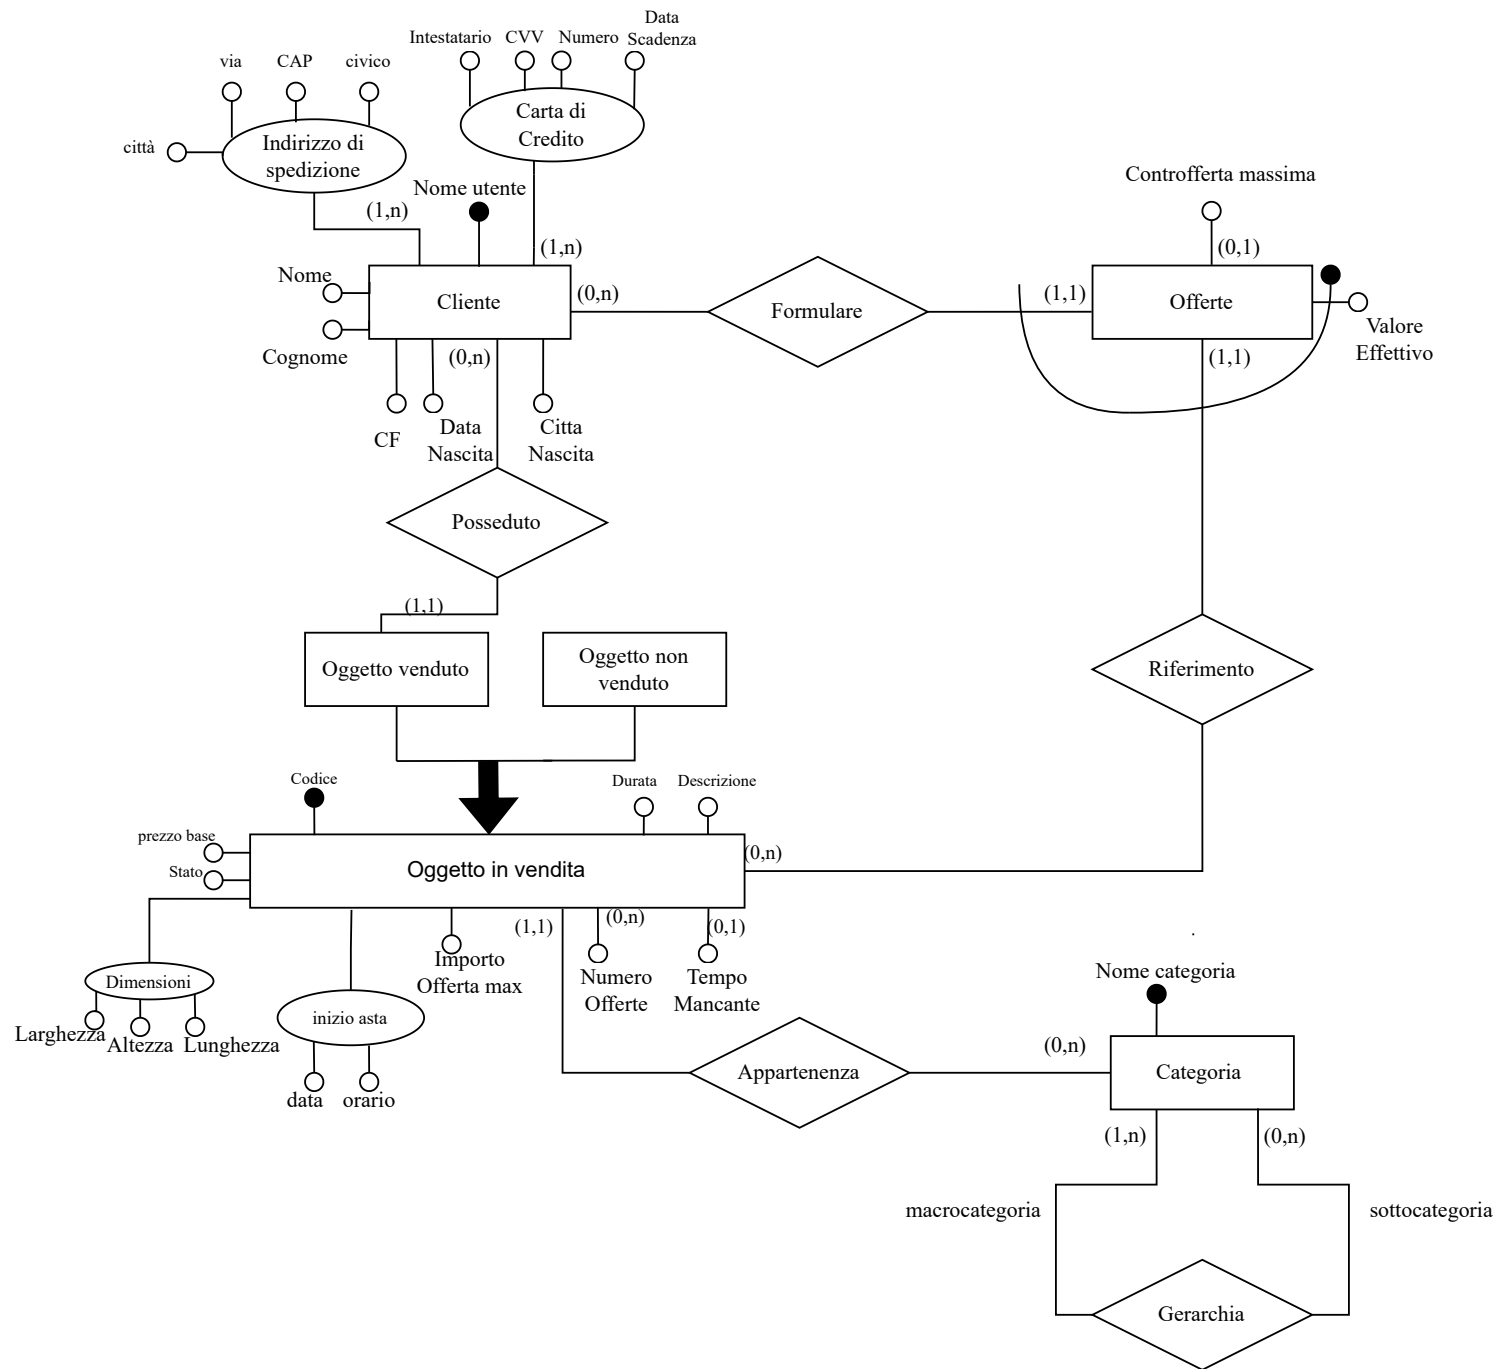 Data
Scadenza
Intestatario
CVV
Numero
via
CAP
civico
Carta di
Credito
Indirizzo di
spedizione
città
Nome utente
Controfferta massima
(1,n)
(1,n)
(0,1)
Nome
Cliente
(0,n)
Formulare
(1,1)
Offerte
Valore
Effettivo
Cognome
(0,n)
(1,1)
CF
Data
Nascita
Citta
Nascita
Posseduto
(1,1)
Oggetto venduto
Oggetto non
venduto
Riferimento
Codice
Durata
Descrizione
prezzo base
Stato
Oggetto in vendita
(0,n)
(1,1)
(0,n)
(0,1)
Importo
Offerta max
Numero
Offerte
Tempo
Mancante
.
Nome categoria
Dimensioni
inizio asta
Larghezza
Altezza
Lunghezza
data
orario
Appartenenza
(0,n)
Categoria
(1,n)
(0,n)
macrocategoria
sottocategoria
Gerarchia